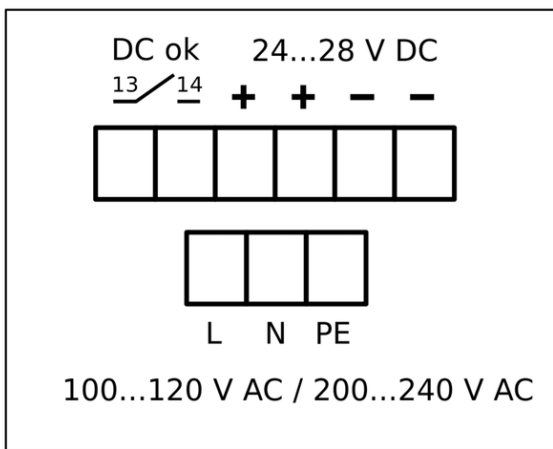 DC ok 24...28 V DC
13 14 + + − −
L N PE
100...120 V AC / 200...240 V AC